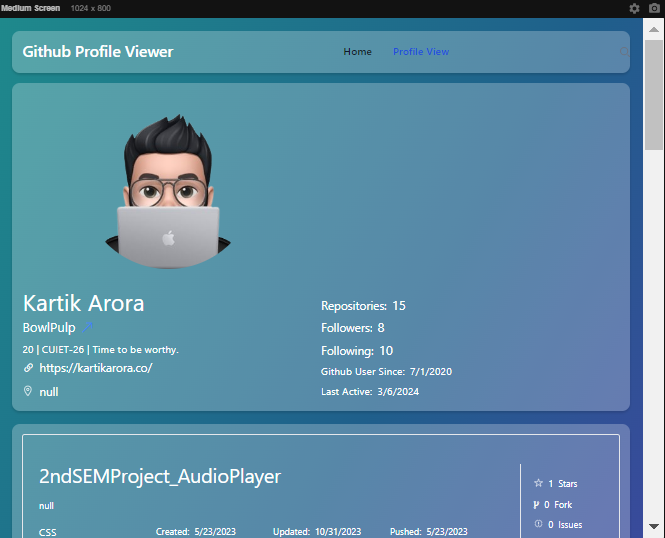 Medium Screen 1024 x 800
Github Profile Viewer Home Profile View
Kartik Arora
BowlPulp
20 | CUIET-26 | Time to be worthy.
https://kartikarora.co/
null
Repositories: 15
Followers: 8
Following: 10
Github User Since: 7/1/2020
Last Active: 3/6/2024
2ndSEMProject_AudioPlayer
null
CSS Created: 5/23/2023 Updated: 10/31/2023 Pushed: 5/23/2023
1 Stars
0 Fork
0 Issues